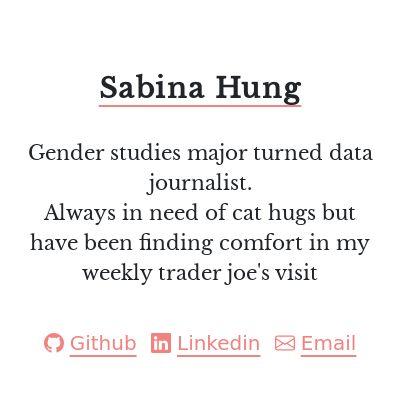 Sabina Hung
Gender studies major turned data
journalist.
Always in need of cat hugs but
have been finding comfort in my
weekly trader joe's visit
Github Linkedin Email